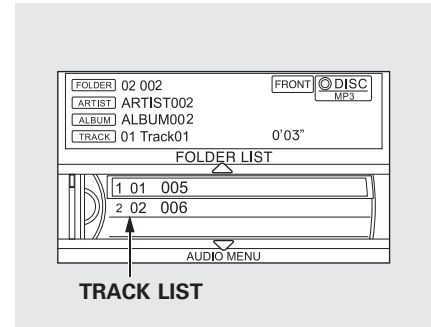 FOLDER 02 002 FRONT DISC
MP3
ARTIST ARTIST002
ALBUM ALBUM002
TRACK 01 Track01 0'03"
FOLDER LIST
1 01 005
2 02 006
AUDIO MENU
TRACK LIST